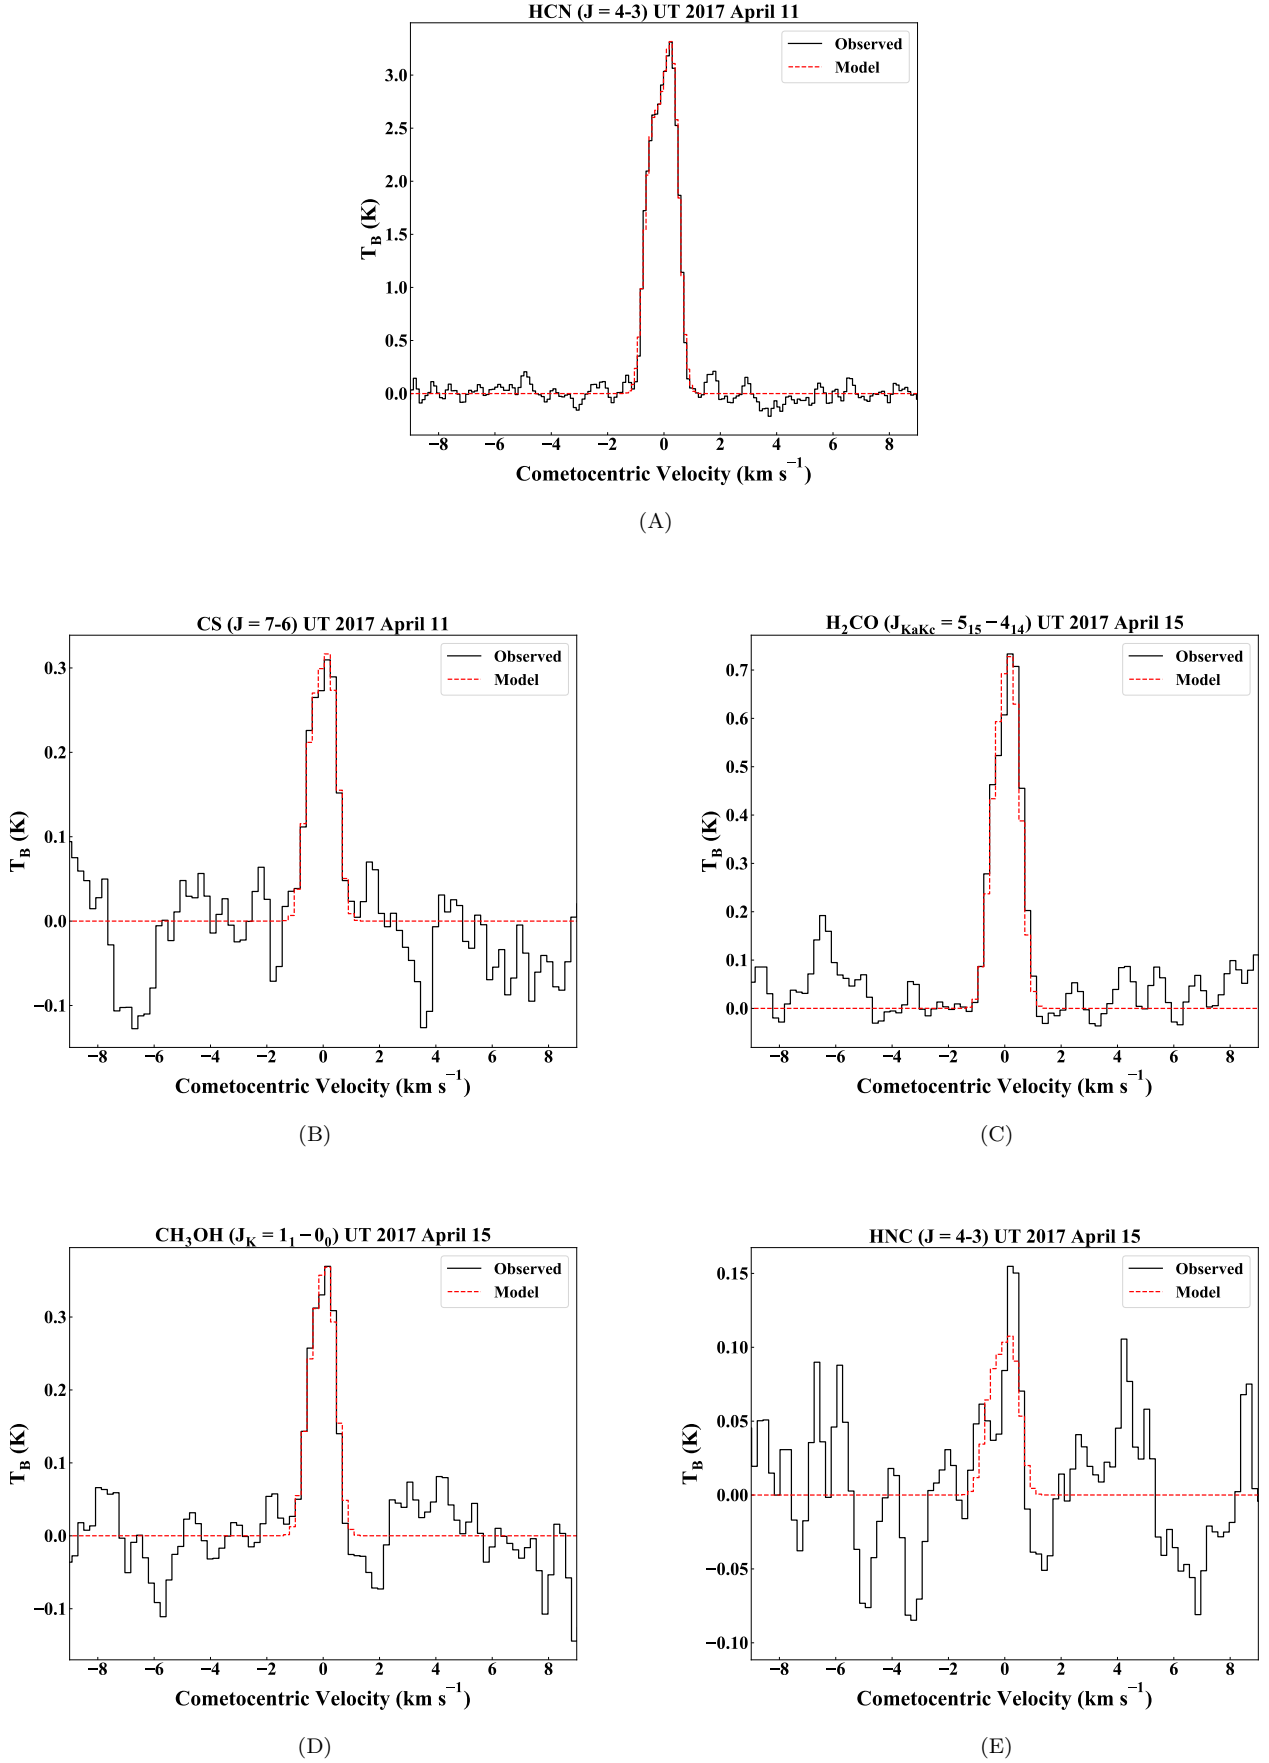 HCN (J = 4-3) UT 2017 April 11
Observed
Model
3.0
2.5
2.0
1.5
1.0
0.5
0.0
T_B (K)
−8 −6 −4 −2 0 2 4 6 8
Cometocentric Velocity (km s⁻¹)
(A)
CS (J = 7-6) UT 2017 April 11
Observed
Model
0.3
0.2
0.1
0.0
−0.1
T_B (K)
−8 −6 −4 −2 0 2 4 6 8
Cometocentric Velocity (km s⁻¹)
(B)
H₂CO (J_KaKc = 5₁₅−4₁₄) UT 2017 April 15
Observed
Model
0.7
0.6
0.5
0.4
0.3
0.2
0.1
0.0
T_B (K)
−8 −6 −4 −2 0 2 4 6 8
Cometocentric Velocity (km s⁻¹)
(C)
CH₃OH (J_K = 1₁−0₀) UT 2017 April 15
Observed
Model
0.3
0.2
0.1
0.0
−0.1
T_B (K)
−8 −6 −4 −2 0 2 4 6 8
Cometocentric Velocity (km s⁻¹)
(D)
HNC (J = 4-3) UT 2017 April 15
Observed
Model
0.15
0.10
0.05
0.00
−0.05
−0.10
T_B (K)
−8 −6 −4 −2 0 2 4 6 8
Cometocentric Velocity (km s⁻¹)
(E)